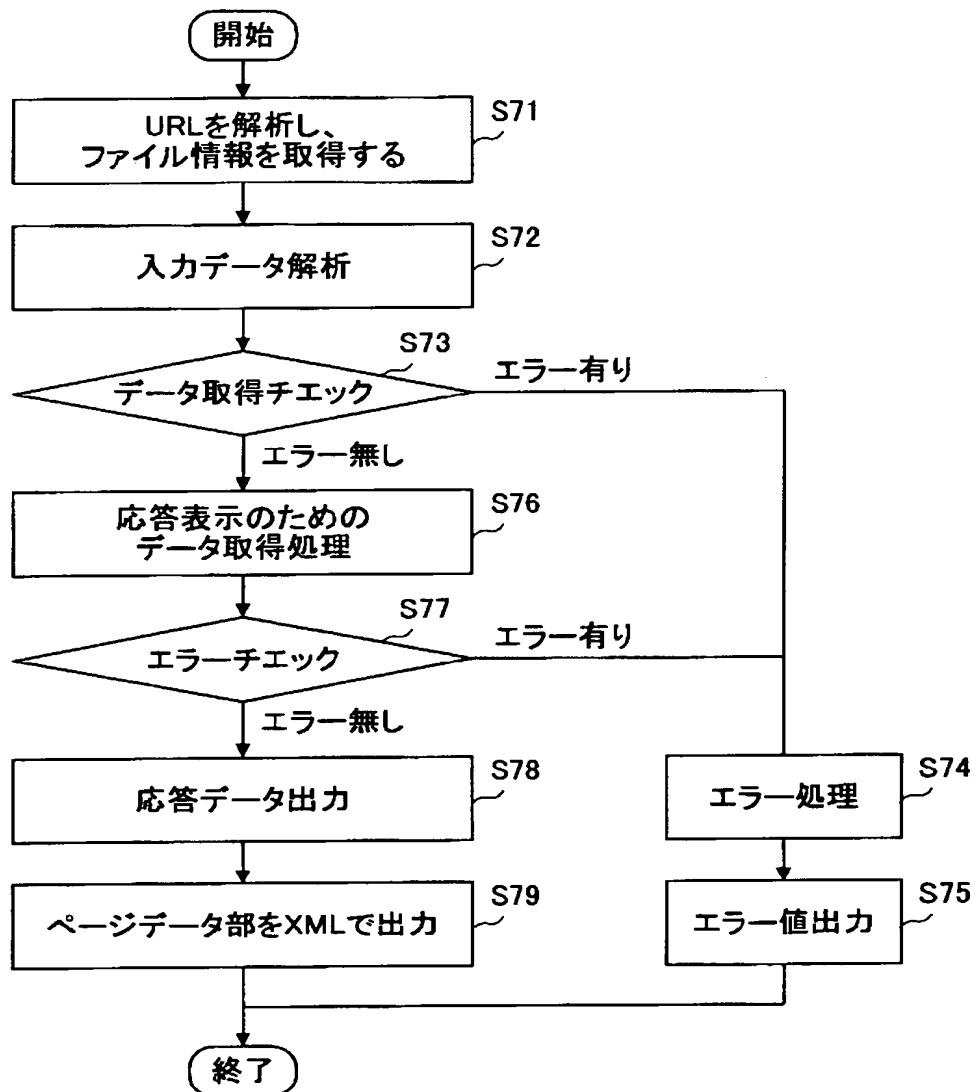 開始
S71
URLを解析し、
ファイル情報を取得する
S72
入力データ解析
S73
データ取得チエック
エラー有り
エラー無し
S76
応答表示のための
データ取得処理
S77
エラーチエック
エラー有り
エラー無し
S78
応答データ出力
S74
エラー処理
S79
ページデータ部をXMLで出力
S75
エラー値出力
終了